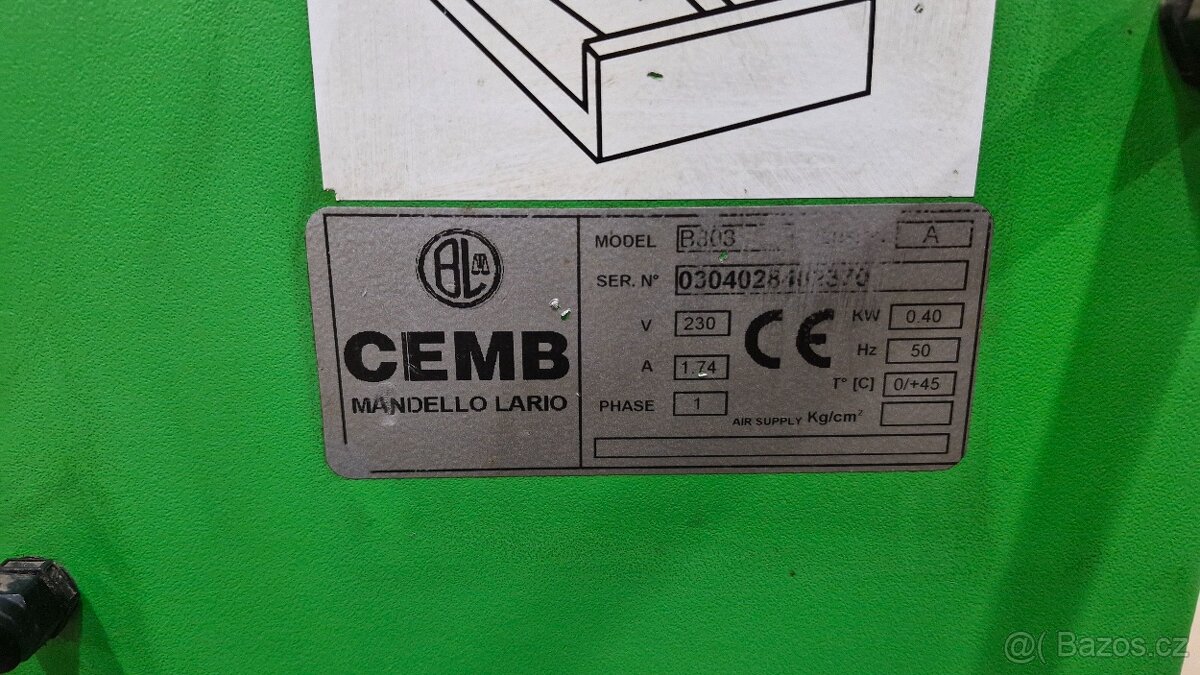 BL
CEMB
MANDELLO LARIO
MODEL B303 A
SER. N°
V 230
A 1.74
PHASE 1
KW 0.40
Hz 50
T° [C] 0/+45
AIR SUPPLY Kg/cm²
CE
@( Bazos.cz